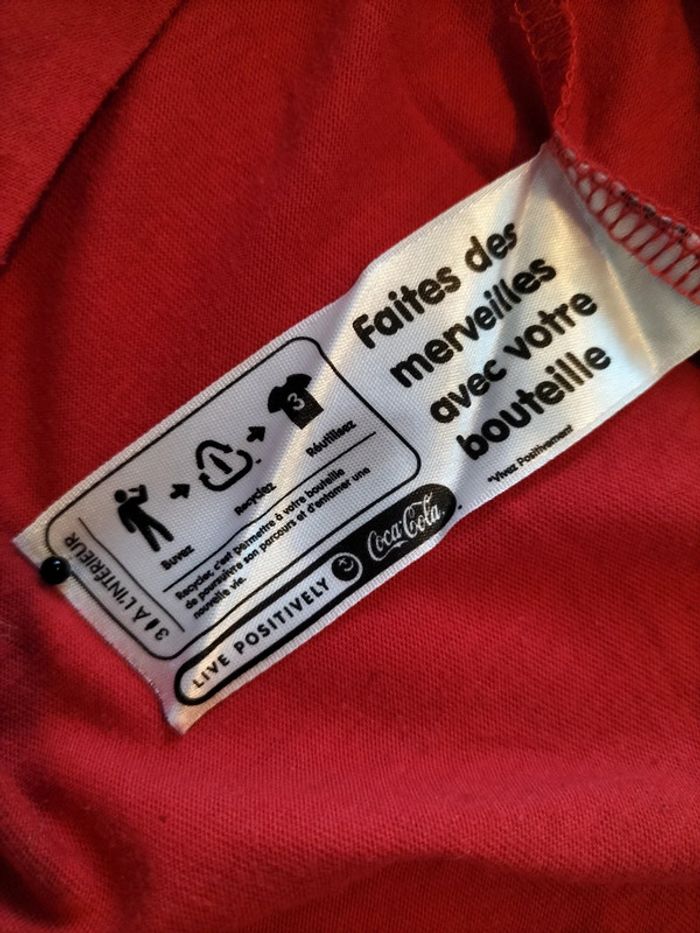 Faites des
merveilles
avec votre
bouteille
*Vivez Positivement
3 À L'INTÉRIEUR
1
3
Buvez
Recyclez
Réutilisez
Recycler, c'est permettre à votre bouteille
de poursuivre son parcours et d'entamer une
nouvelle vie.
LIVE POSITIVELY
Coca-Cola